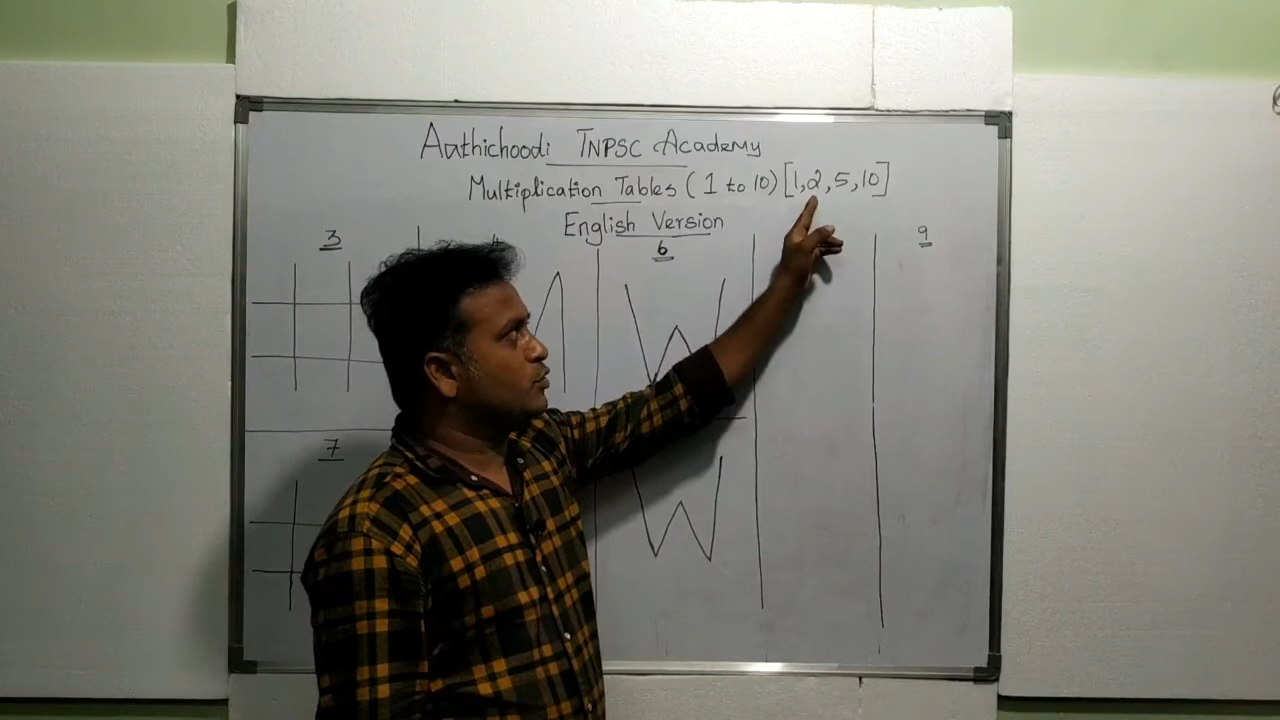 Aathichoodi TNPSC Academy
Multiplication Tables (1 to 10) [1,2,5,10]
English Version
3
6
9
7